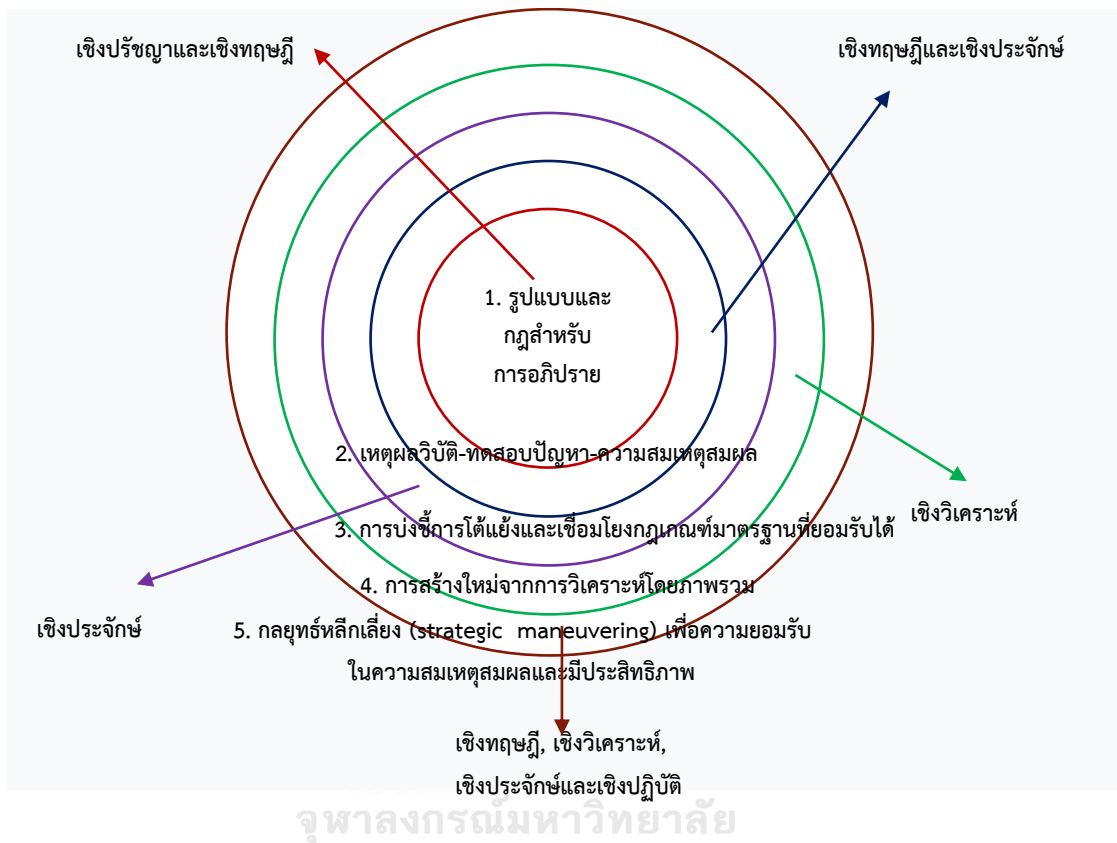 เชิงปรัชญาและเชิงทฤษฎี
เชิงทฤษฎีและเชิงประจักษ์
1. รูปแบบและ
กฎสำหรับ
การอภิปราย
2. เหตุผลวิบัติ-ทดสอบปัญหา-ความสมเหตุสมผล
เชิงวิเคราะห์
3. การบ่งชี้การโต้แย้งและเชื่อมโยงกฎเกณฑ์มาตรฐานที่ยอมรับได้
4. การสร้างใหม่จากการวิเคราะห์โดยภาพรวม
เชิงประจักษ์
5. กลยุทธ์หลีกเลี่ยง (strategic maneuvering) เพื่อความยอมรับ
ในความสมเหตุสมผลและมีประสิทธิภาพ
เชิงทฤษฎี, เชิงวิเคราะห์,
เชิงประจักษ์และเชิงปฏิบัติ
จุฬาลงกรณ์มหาวิทยาลัย